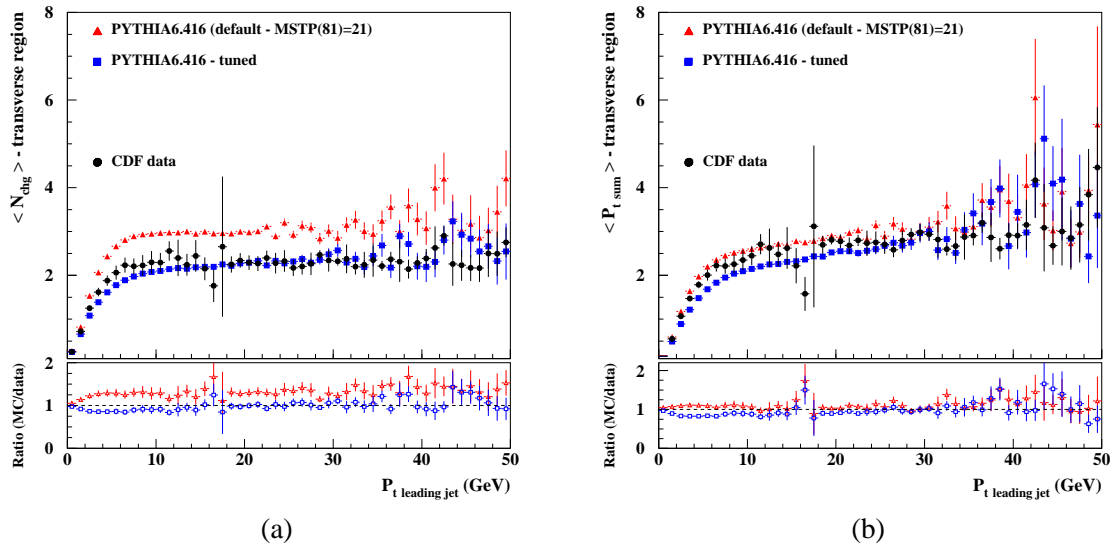 < N_chg > - transverse region
8
6
4
2
PYTHIA6.416 (default - MSTP(81)=21)
PYTHIA6.416 - tuned
CDF data
Ratio (MC/data)
2
1
0
0 10 20 30 40 50
P_t leading jet (GeV)
(a)
< P_t sum > - transverse region
8
6
4
2
PYTHIA6.416 (default - MSTP(81)=21)
PYTHIA6.416 - tuned
CDF data
Ratio (MC/data)
2
1
0
0 10 20 30 40 50
P_t leading jet (GeV)
(b)